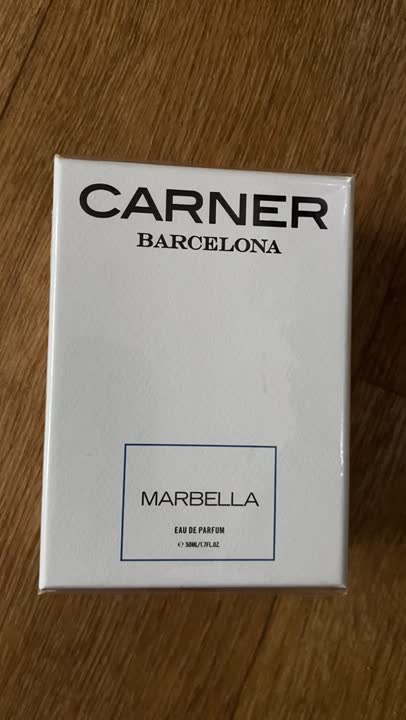 CARNER
BARCELONA
MARBELLA
EAU DE PARFUM
℮ 50ML/1.7FL.OZ.